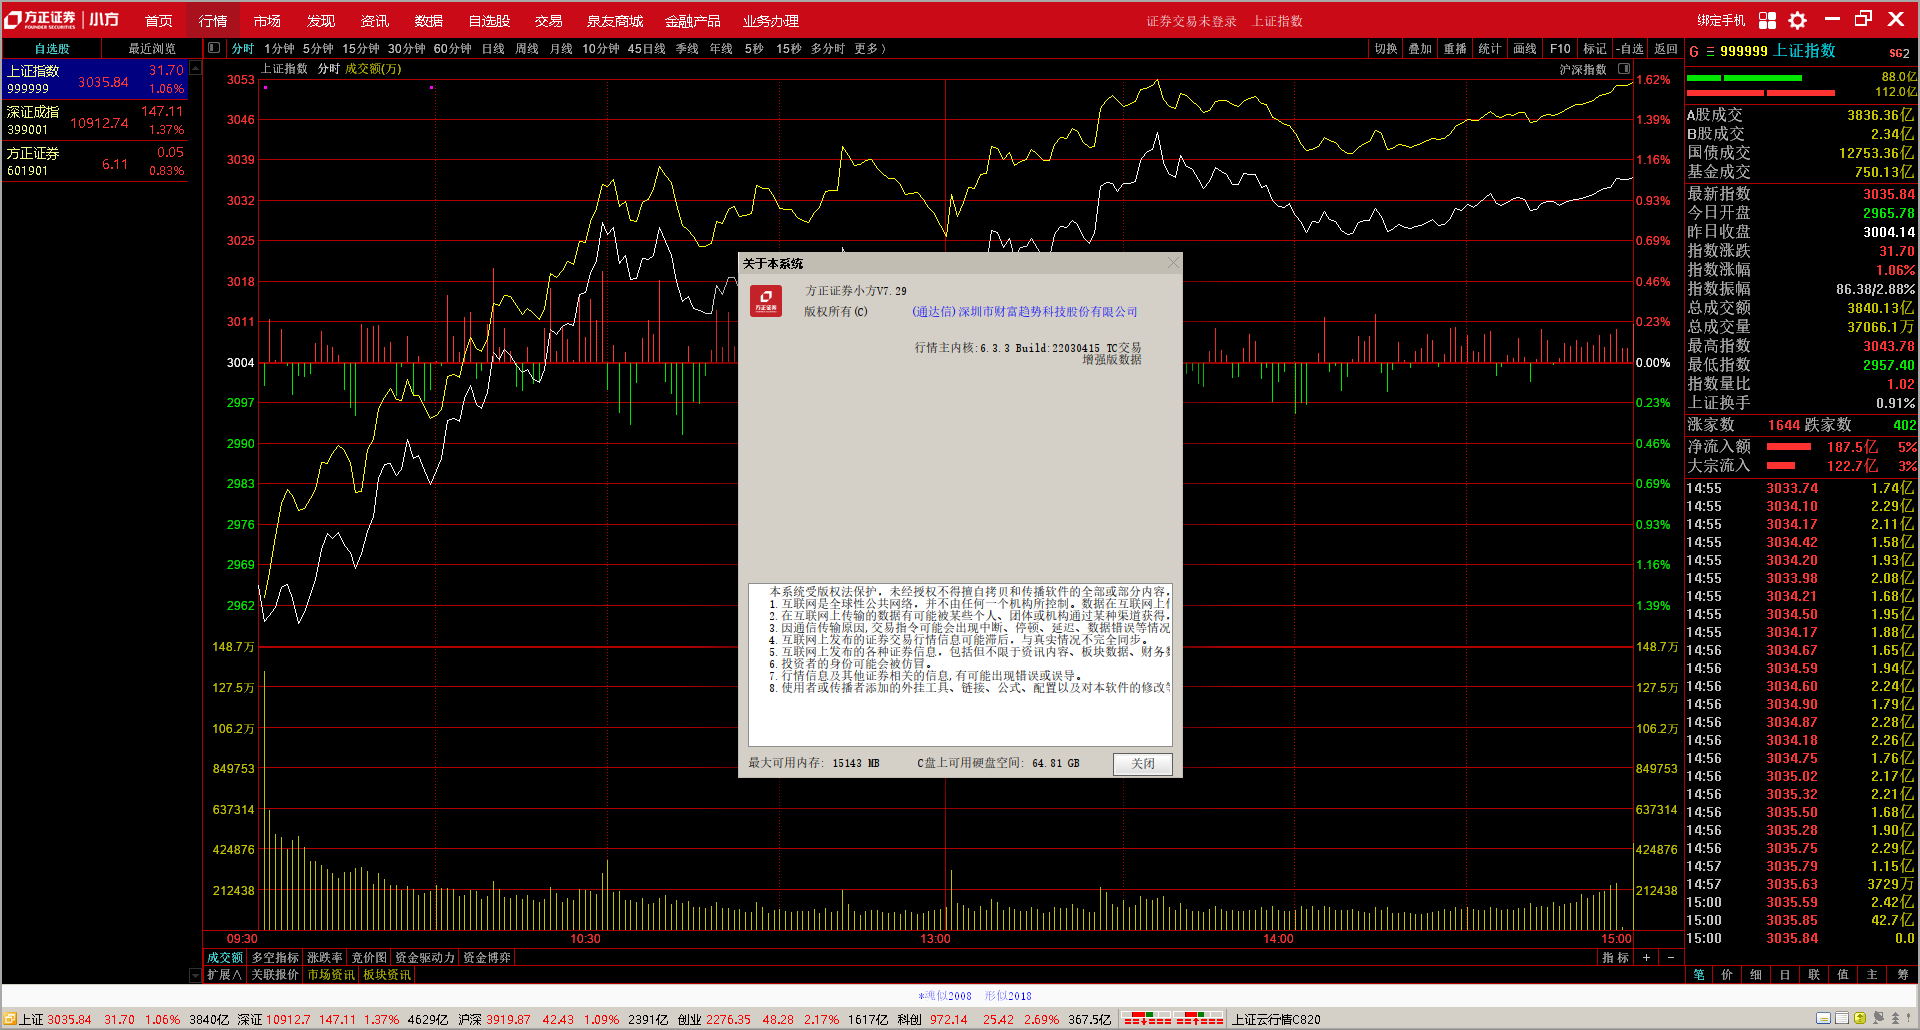 方正证券 FOUNDER SECURITIES 小方 首页 行情 市场 发现 资讯 数据 自选股 交易 泉友商城 金融产品 业务办理 证券交易未登录 上证指数 绑定手机
自选股 最近浏览
分时 1分钟 5分钟 15分钟 30分钟 60分钟 日线 周线 月线 10分钟 45日线 季线 年线 5秒 15秒 多分时 更多
切换 叠加 重播 统计 画线 F10 标记 -自选 返回
上证指数 999999 3035.84 31.70 1.06%
深证成指 399001 10912.74 147.11 1.37%
方正证券 601901 6.11 0.05 0.83%
上证指数 分时 成交额(万) 沪深指数
3053 1.62%
3046 1.39%
3039 1.16%
3032 0.93%
3025 0.69%
3018 0.46%
3011 0.23%
3004 0.00%
2997 0.23%
2990 0.46%
2983 0.69%
2976 0.93%
2969 1.16%
2962 1.39%
148.7万 148.7万
127.5万 127.5万
106.2万 106.2万
849753 849753
637314 637314
424876 424876
212438 212438
09:30 10:30 13:00 14:00 15:00
关于本系统
方正证券
方正证券小方V7.29
版权所有(C) (通达信)深圳市财富趋势科技股份有限公司
行情主内核:6.3.3 Build:22030415 TC交易
增强版数据
本系统受版权法保护，未经授权不得擅自拷贝和传播软件的全部或部分内容，
1. 互联网是全球性公共网络，并不由任何一个机构所控制。数据在互联网上
2. 在互联网上传输的数据有可能被某些个人、团体或机构通过某种渠道获得，
3. 因通信传输原因,交易指令可能会出现中断、停顿、延迟、数据错误等情况
4. 互联网上发布的证券交易行情信息可能滞后，与真实情况不完全同步。
5. 互联网上发布的各种证券信息，包括但不限于资讯内容、板块数据、财务
6. 投资者的身份可能会被仿冒。
7. 行情信息及其他证券相关的信息,有可能出现错误或误导。
8. 使用者或传播者添加的外挂工具、链接、公式、配置以及对本软件的修改
最大可用内存: 15143 MB C盘上可用硬盘空间: 64.81 GB 关闭
G 999999 上证指数 SG2
88.0亿
112.0亿
A股成交 3836.36亿
B股成交 2.34亿
国债成交 12753.36亿
基金成交 750.13亿
最新指数 3035.84
今日开盘 2965.78
昨日收盘 3004.14
指数涨跌 31.70
指数涨幅 1.06%
指数振幅 86.38/2.88%
总成交额 3840.13亿
总成交量 37066.1万
最高指数 3043.78
最低指数 2957.40
指数量比 1.02
上证换手 0.91%
涨家数 1644 跌家数 402
净流入额 187.5亿 5%
大宗流入 122.7亿 3%
14:55 3033.74 1.74亿
14:55 3034.10 2.29亿
14:55 3034.17 2.11亿
14:55 3034.42 1.58亿
14:55 3034.20 1.93亿
14:55 3033.98 2.08亿
14:55 3034.21 1.68亿
14:55 3034.50 1.95亿
14:55 3034.17 1.88亿
14:56 3034.67 1.65亿
14:56 3034.59 1.94亿
14:56 3034.60 2.24亿
14:56 3034.90 1.79亿
14:56 3034.87 2.28亿
14:56 3034.18 2.26亿
14:56 3034.75 1.76亿
14:56 3035.02 2.17亿
14:56 3035.32 2.21亿
14:56 3035.50 1.68亿
14:56 3035.28 1.90亿
14:56 3035.75 2.29亿
14:57 3035.79 1.15亿
14:57 3035.63 3729万
15:00 3035.59 2.42亿
15:00 3035.85 42.7亿
15:00 3035.84 0.0
成交额 多空指标 涨跌率 竞价图 资金驱动力 资金博弈 指标 + -
扩展∧ 关联报价 市场资讯 板块资讯 笔 价 细 日 联 值 主 筹
*魂似2008 形似2018
上证 3035.84 31.70 1.06% 3840亿 深证 10912.7 147.11 1.37% 4629亿 沪深 3919.87 42.43 1.09% 2391亿 创业 2276.35 48.28 2.17% 1617亿 科创 972.14 25.42 2.69% 367.5亿 上证云行情C820